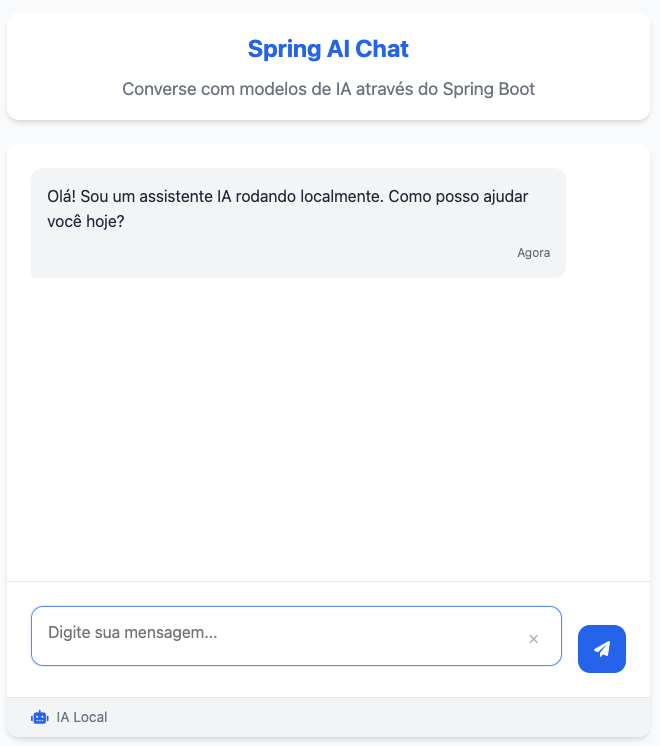 Spring AI Chat
Converse com modelos de IA através do Spring Boot
Olá! Sou um assistente IA rodando localmente. Como posso ajudar
você hoje?
Agora
Digite sua mensagem...
IA Local